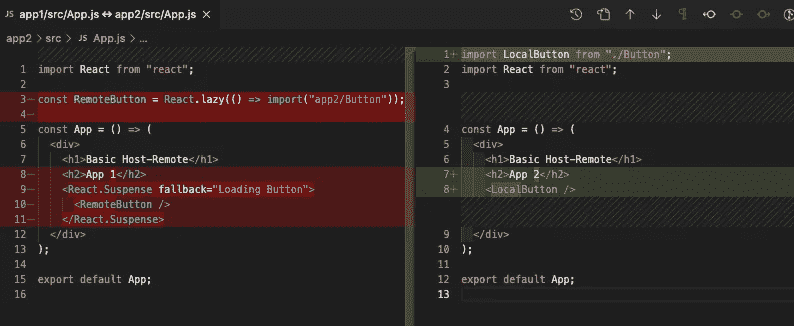 app1/src/App.js ↔ app2/src/App.js ×
app2 > src > JS App.js > ...
1 import React from "react";
2
3 - const RemoteButton = React.lazy(() => import("app2/Button"));
4 -
5 const App = () => (
6 <div>
7 <h1>Basic Host-Remote</h1>
8 - <h2>App 1</h2>
9 - <React.Suspense fallback="Loading Button">
10 - <RemoteButton />
11 - </React.Suspense>
12 </div>
13 );
14
15 export default App;
16
1 + import LocalButton from "./Button";
2 import React from "react";
3
4 const App = () => (
5 <div>
6 <h1>Basic Host-Remote</h1>
7 + <h2>App 2</h2>
8 + <LocalButton />
9 </div>
10 );
11
12 export default App;
13